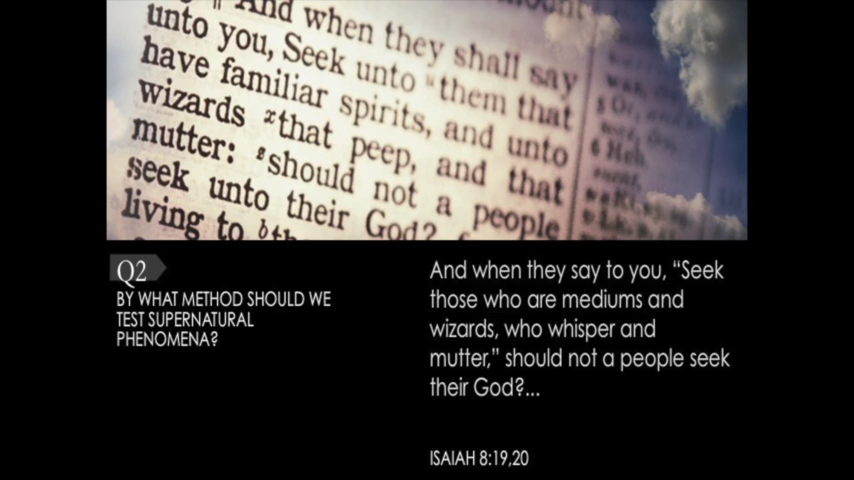 And when they shall say
unto you, Seek unto "them that
have familiar spirits, and unto
wizards xthat peep, and that
mutter: should not a people
seek unto their God?
living to
Q2
BY WHAT METHOD SHOULD WE
TEST SUPERNATURAL
PHENOMENA?
And when they say to you, “Seek
those who are mediums and
wizards, who whisper and
mutter,” should not a people seek
their God?...
ISAIAH 8:19,20